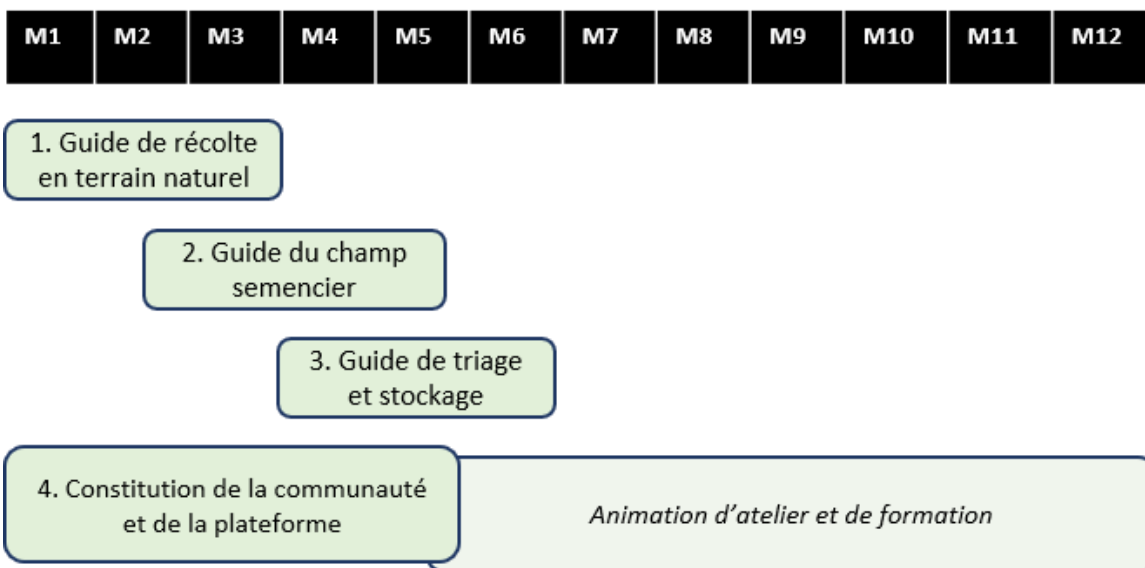 M1 M2 M3 M4 M5 M6 M7 M8 M9 M10 M11 M12
1. Guide de récolte
en terrain naturel
2. Guide du champ
semencier
3. Guide de triage
et stockage
4. Constitution de la communauté
et de la plateforme
Animation d’atelier et de formation